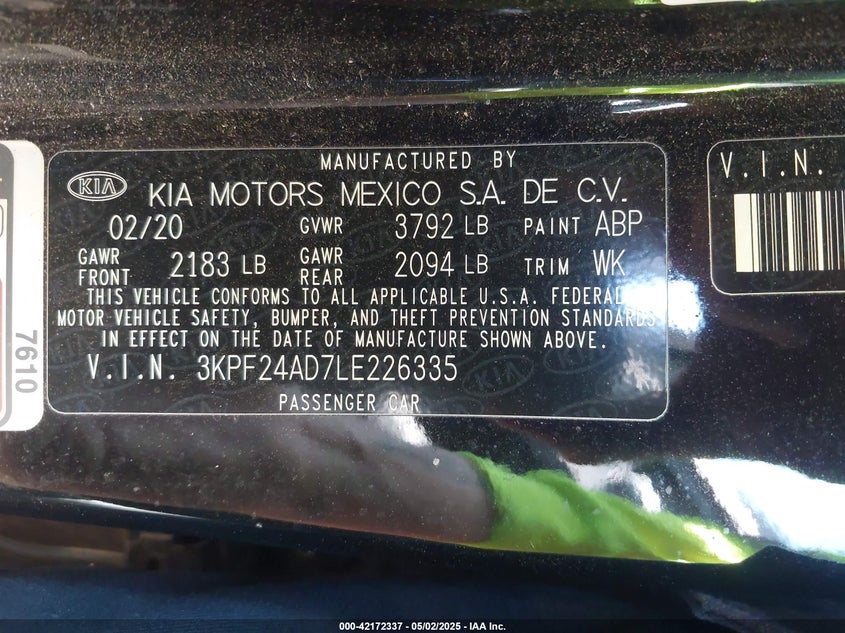 MANUFACTURED BY
KIA KIA MOTORS MEXICO S.A. DE C.V.
02/20 GVWR 3792 LB PAINT ABP
GAWR FRONT 2183 LB GAWR REAR 2094 LB TRIM WK
THIS VEHICLE CONFORMS TO ALL APPLICABLE U.S.A. FEDERAL
MOTOR VEHICLE SAFETY, BUMPER, AND THEFT PREVENTION STANDARDS
IN EFFECT ON THE DATE OF MANUFACTURE SHOWN ABOVE.
V.I.N. 3KPF24AD7LE226335
PASSENGER CAR
V.I.N.
7610
000-42172337 - 05/02/2025 - IAA Inc.